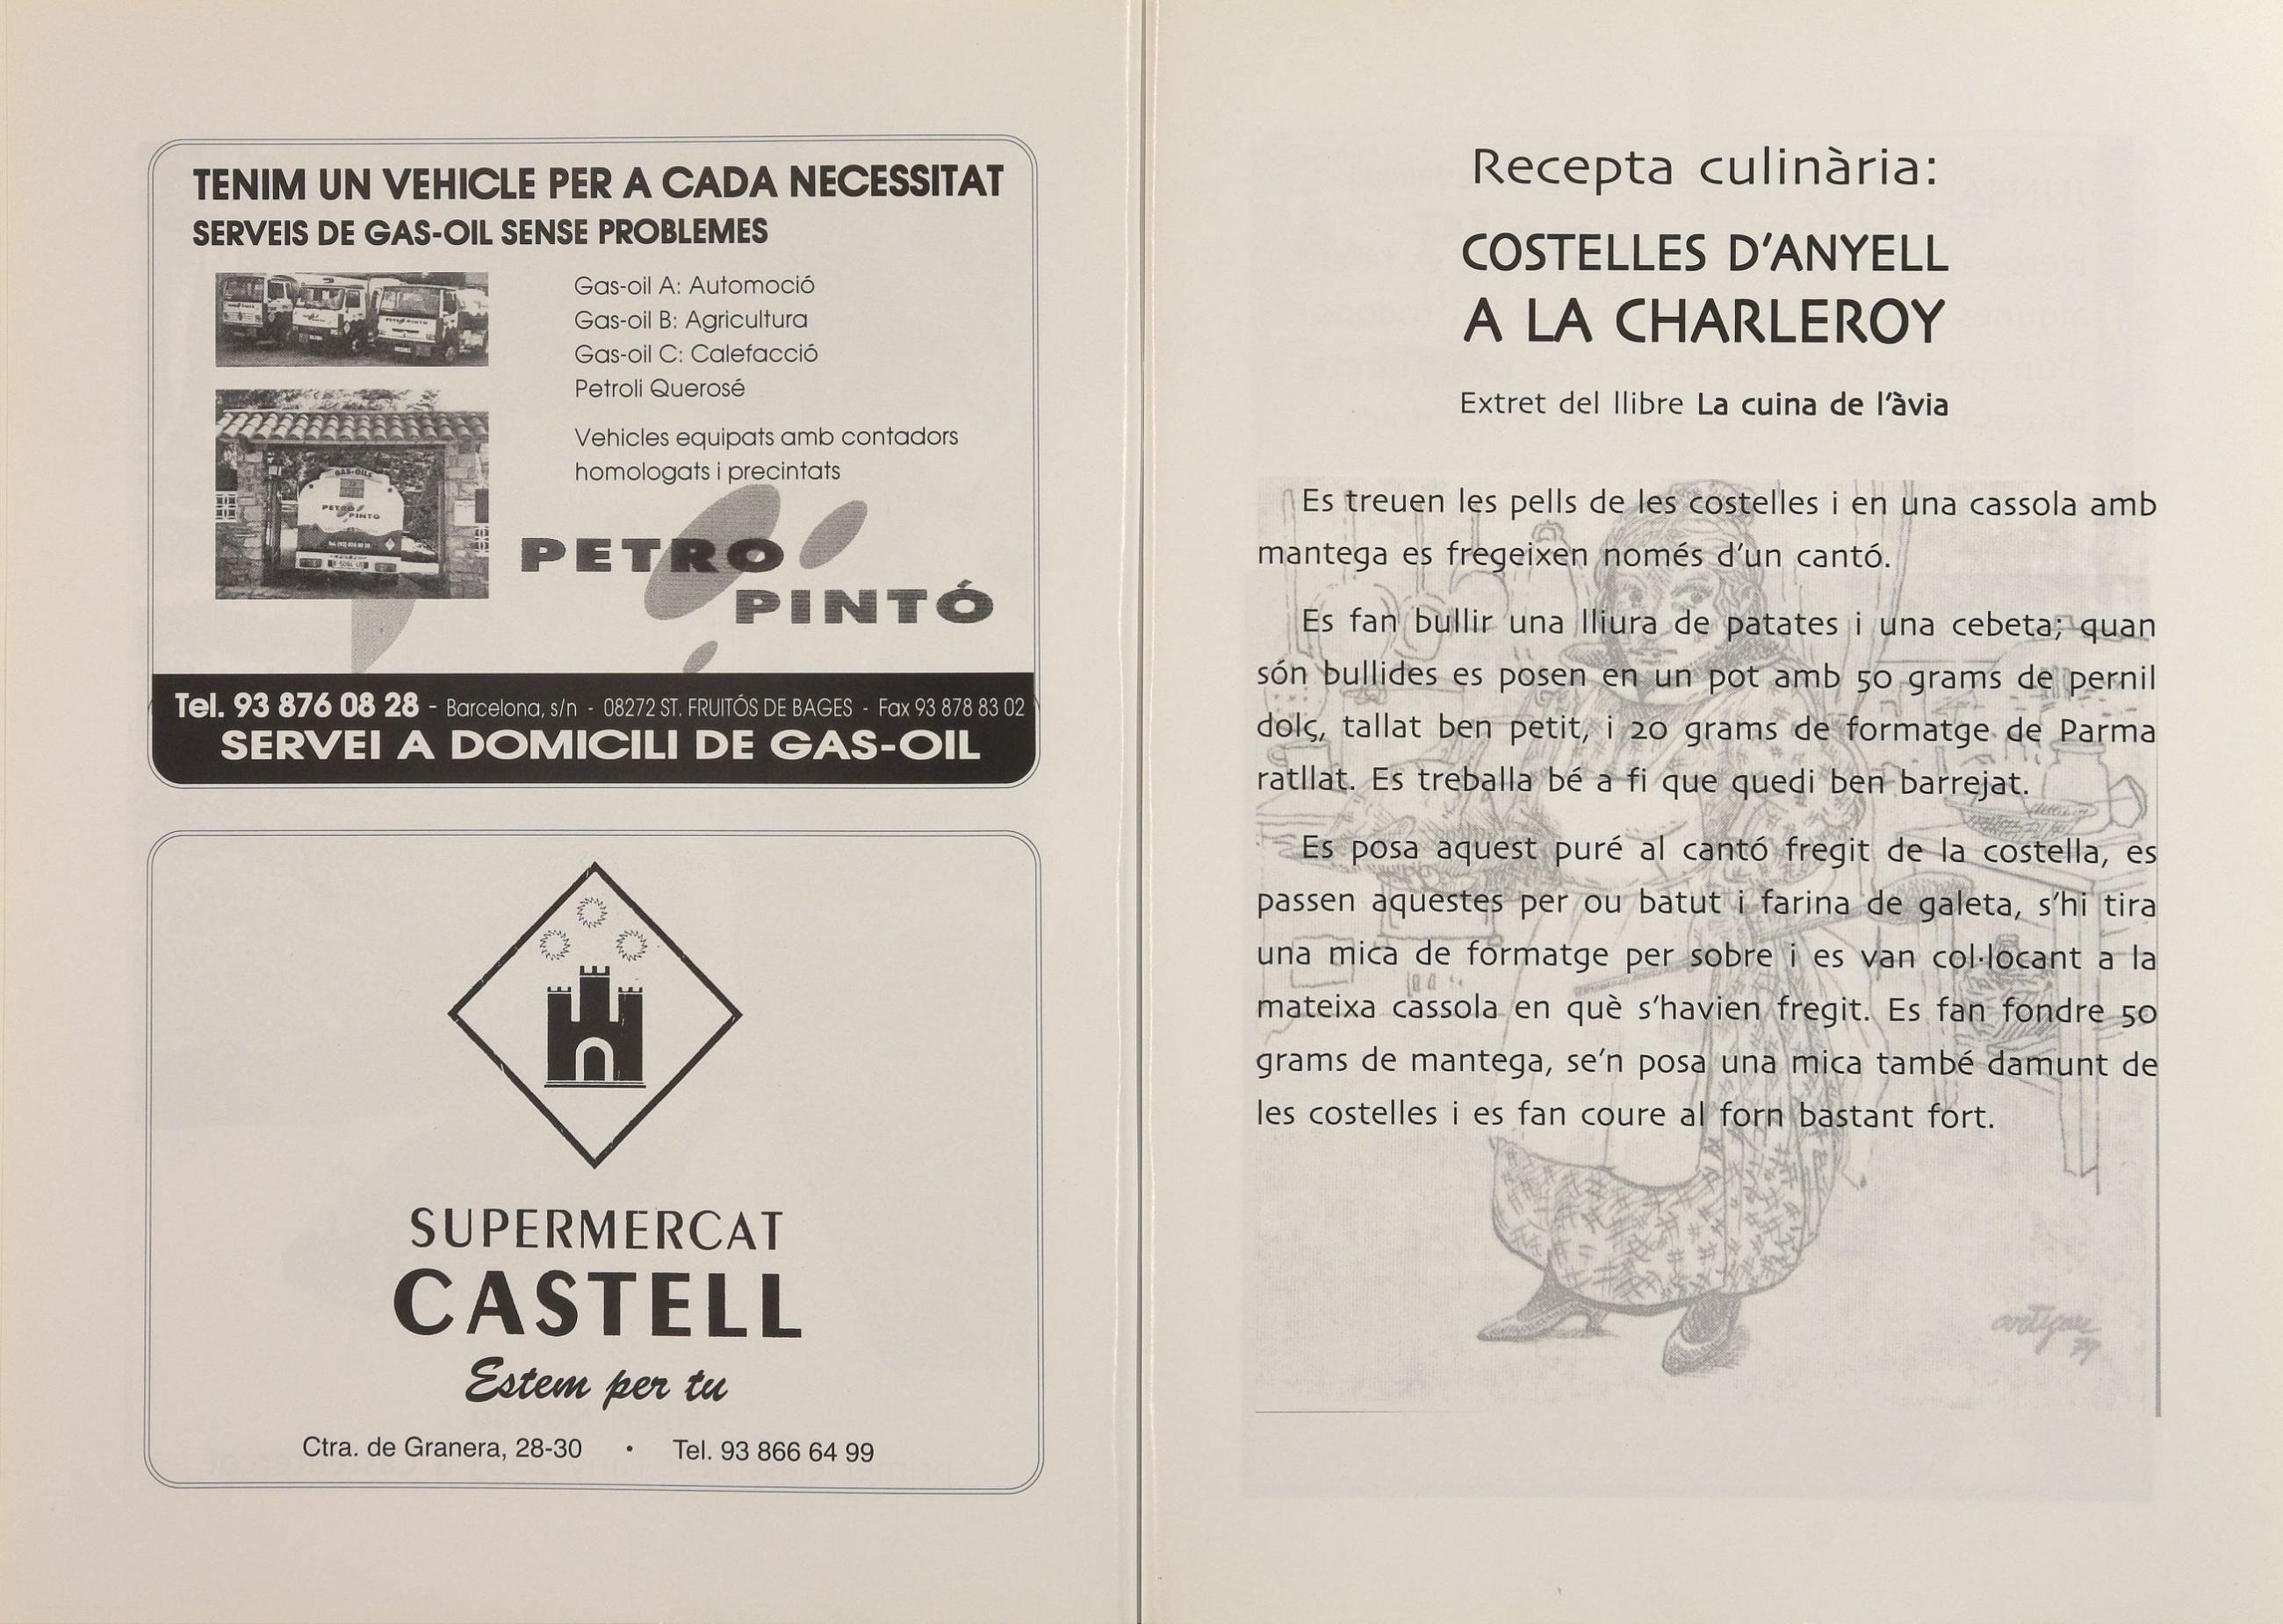 TENIM UN VEHICLE PER A CADA NECESSITAT
SERVEIS DE GAS-OIL SENSE PROBLEMES
Gas-oil A: Automoció
Gas-oil B: Agricultura
Gas-oil C: Calefacció
Petroli Querosé
Vehicles equipats amb contadors
homologats i precintats
GAS-OILS
PETRO
PINTÓ
PETRO
PINTÓ
Tel. 93 876 08 28 - Barcelona, s/n - 08272 ST. FRUITÓS DE BAGES - Fax 93 878 83 02
SERVEI A DOMICILI DE GAS-OIL
SUPERMERCAT
CASTELL
Estem per tu
Ctra. de Granera, 28-30 • Tel. 93 866 64 99
Recepta culinària:
COSTELLES D'ANYELL
A LA CHARLEROY
Extret del llibre La cuina de l'àvia
Es treuen les pells de les costelles i en una cassola amb
mantega es fregeixen només d'un cantó.
Es fan bullir una lliura de patates i una cebeta; quan
són bullides es posen en un pot amb 50 grams de pernil
dolç, tallat ben petit, i 20 grams de formatge de Parma
ratllat. Es treballa bé a fi que quedi ben barrejat.
Es posa aquest puré al cantó fregit de la costella, es
passen aquestes per ou batut i farina de galeta, s'hi tira
una mica de formatge per sobre i es van col·locant a la
mateixa cassola en què s'havien fregit. Es fan fondre 50
grams de mantega, se'n posa una mica també damunt de
les costelles i es fan coure al forn bastant fort.